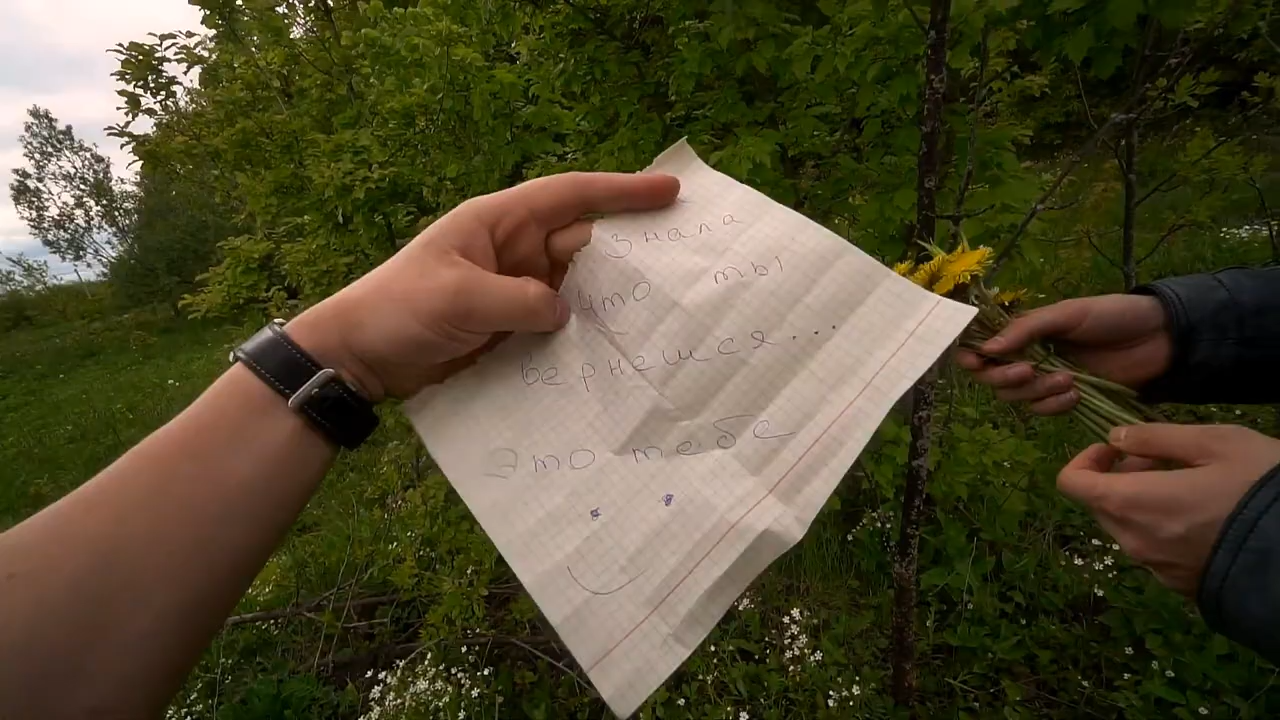 Знала
что ты
вернешся...
Это тебе